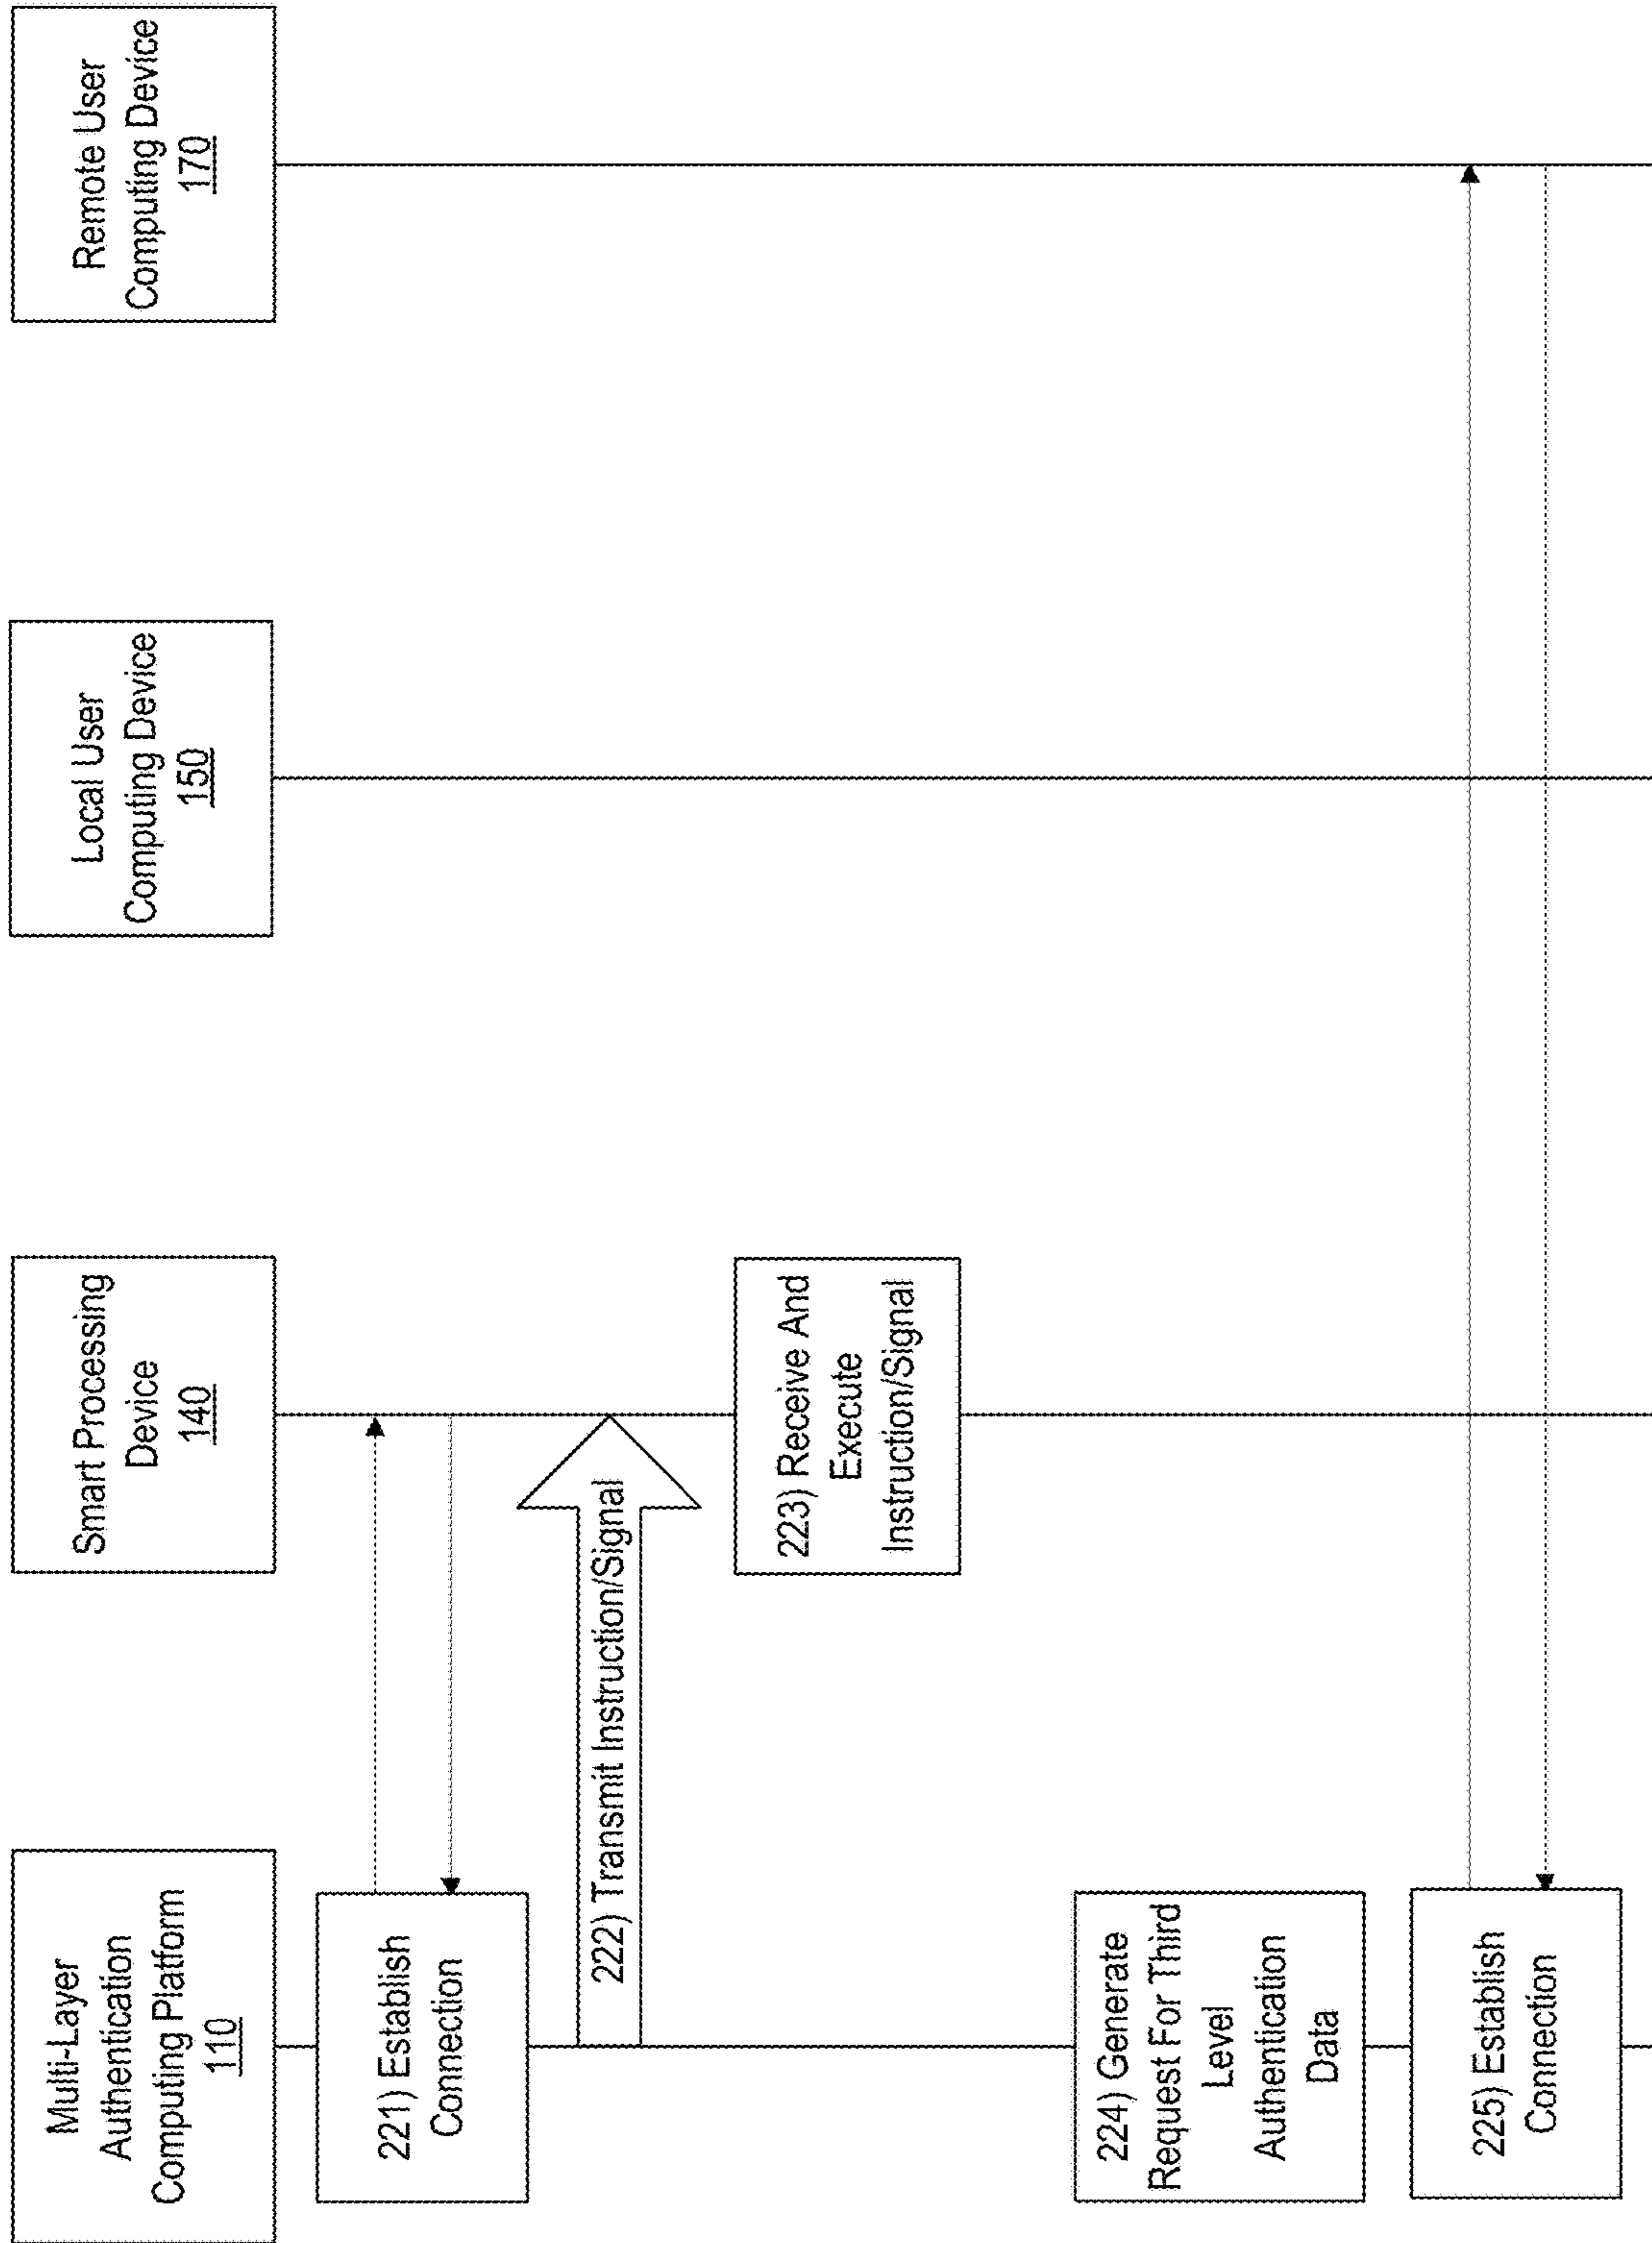 Multi-Layer
Authentication
Computing Platform
110
Smart Processing
Device
140
Local User
Computing Device
150
Remote User
Computing Device
170
221) Establish
Connection
222) Transmit Instruction/Signal
223) Receive And
Execute
Instruction/Signal
224) Generate
Request For Third
Level
Authentication
Data
225) Establish
Connection